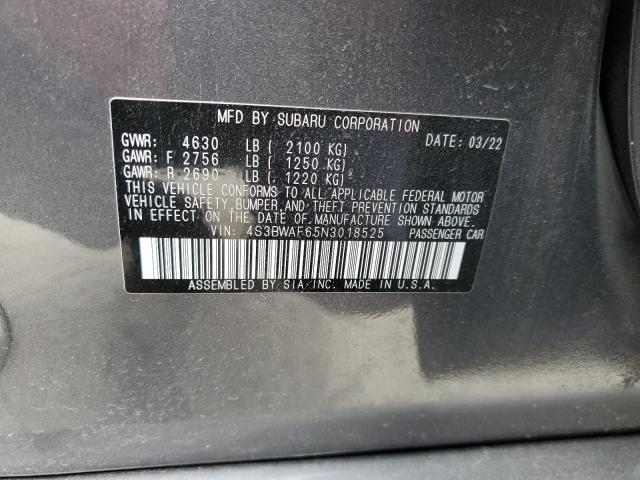 MFD BY SUBARU CORPORATION
GVWR: 4630 LB ( 2100 KG) DATE: 03/22
GAWR: F 2756 LB ( 1250 KG)
GAWR: R 2690 LB ( 1220 KG)
THIS VEHICLE CONFORMS TO ALL APPLICABLE FEDERAL MOTOR
VEHICLE SAFETY, BUMPER, AND THEFT PREVENTION STANDARDS
IN EFFECT ON THE DATE OF MANUFACTURE SHOWN ABOVE.
VIN: 4S3BWAF65N3018525 PASSENGER CAR
ASSEMBLED BY SIA INC. MADE IN U.S.A.